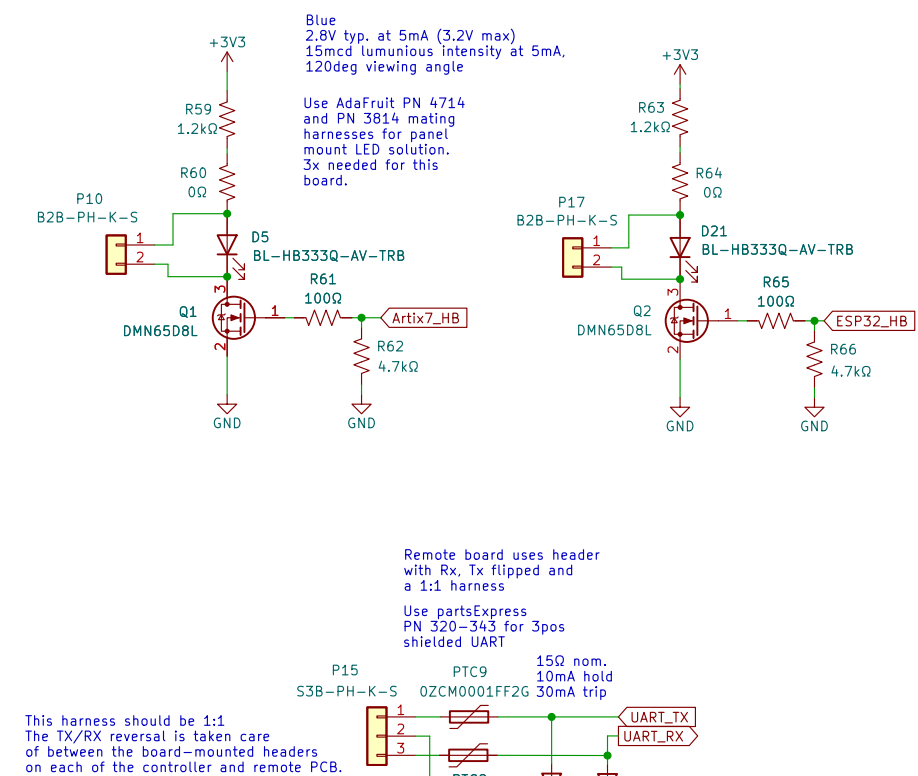 Blue
2.8V typ. at 5mA (3.2V max)
15mcd lumunious intensity at 5mA,
120deg viewing angle
Use AdaFruit PN 4714
and PN 3814 mating
harnesses for panel
mount LED solution.
3x needed for this
board.
+3V3
R59
1.2kΩ
R60
0Ω
P10
B2B-PH-K-S
1
2
D5
BL-HB333Q-AV-TRB
3
Q1
DMN65D8L
2
1
R61
100Ω
Artix7_HB
R62
4.7kΩ
GND
GND
+3V3
R63
1.2kΩ
R64
0Ω
P17
B2B-PH-K-S
1
2
D21
BL-HB333Q-AV-TRB
3
Q2
DMN65D8L
2
1
R65
100Ω
ESP32_HB
R66
4.7kΩ
GND
GND
Remote board uses header
with Rx, Tx flipped and
a 1:1 harness
Use partsExpress
PN 320-343 for 3pos
shielded UART
15Ω nom.
10mA hold
30mA trip
P15
S3B-PH-K-S
PTC9
0ZCM0001FF2G
1
2
3
UART_TX
UART_RX
This harness should be 1:1
The TX/RX reversal is taken care
of between the board-mounted headers
on each of the controller and remote PCB.